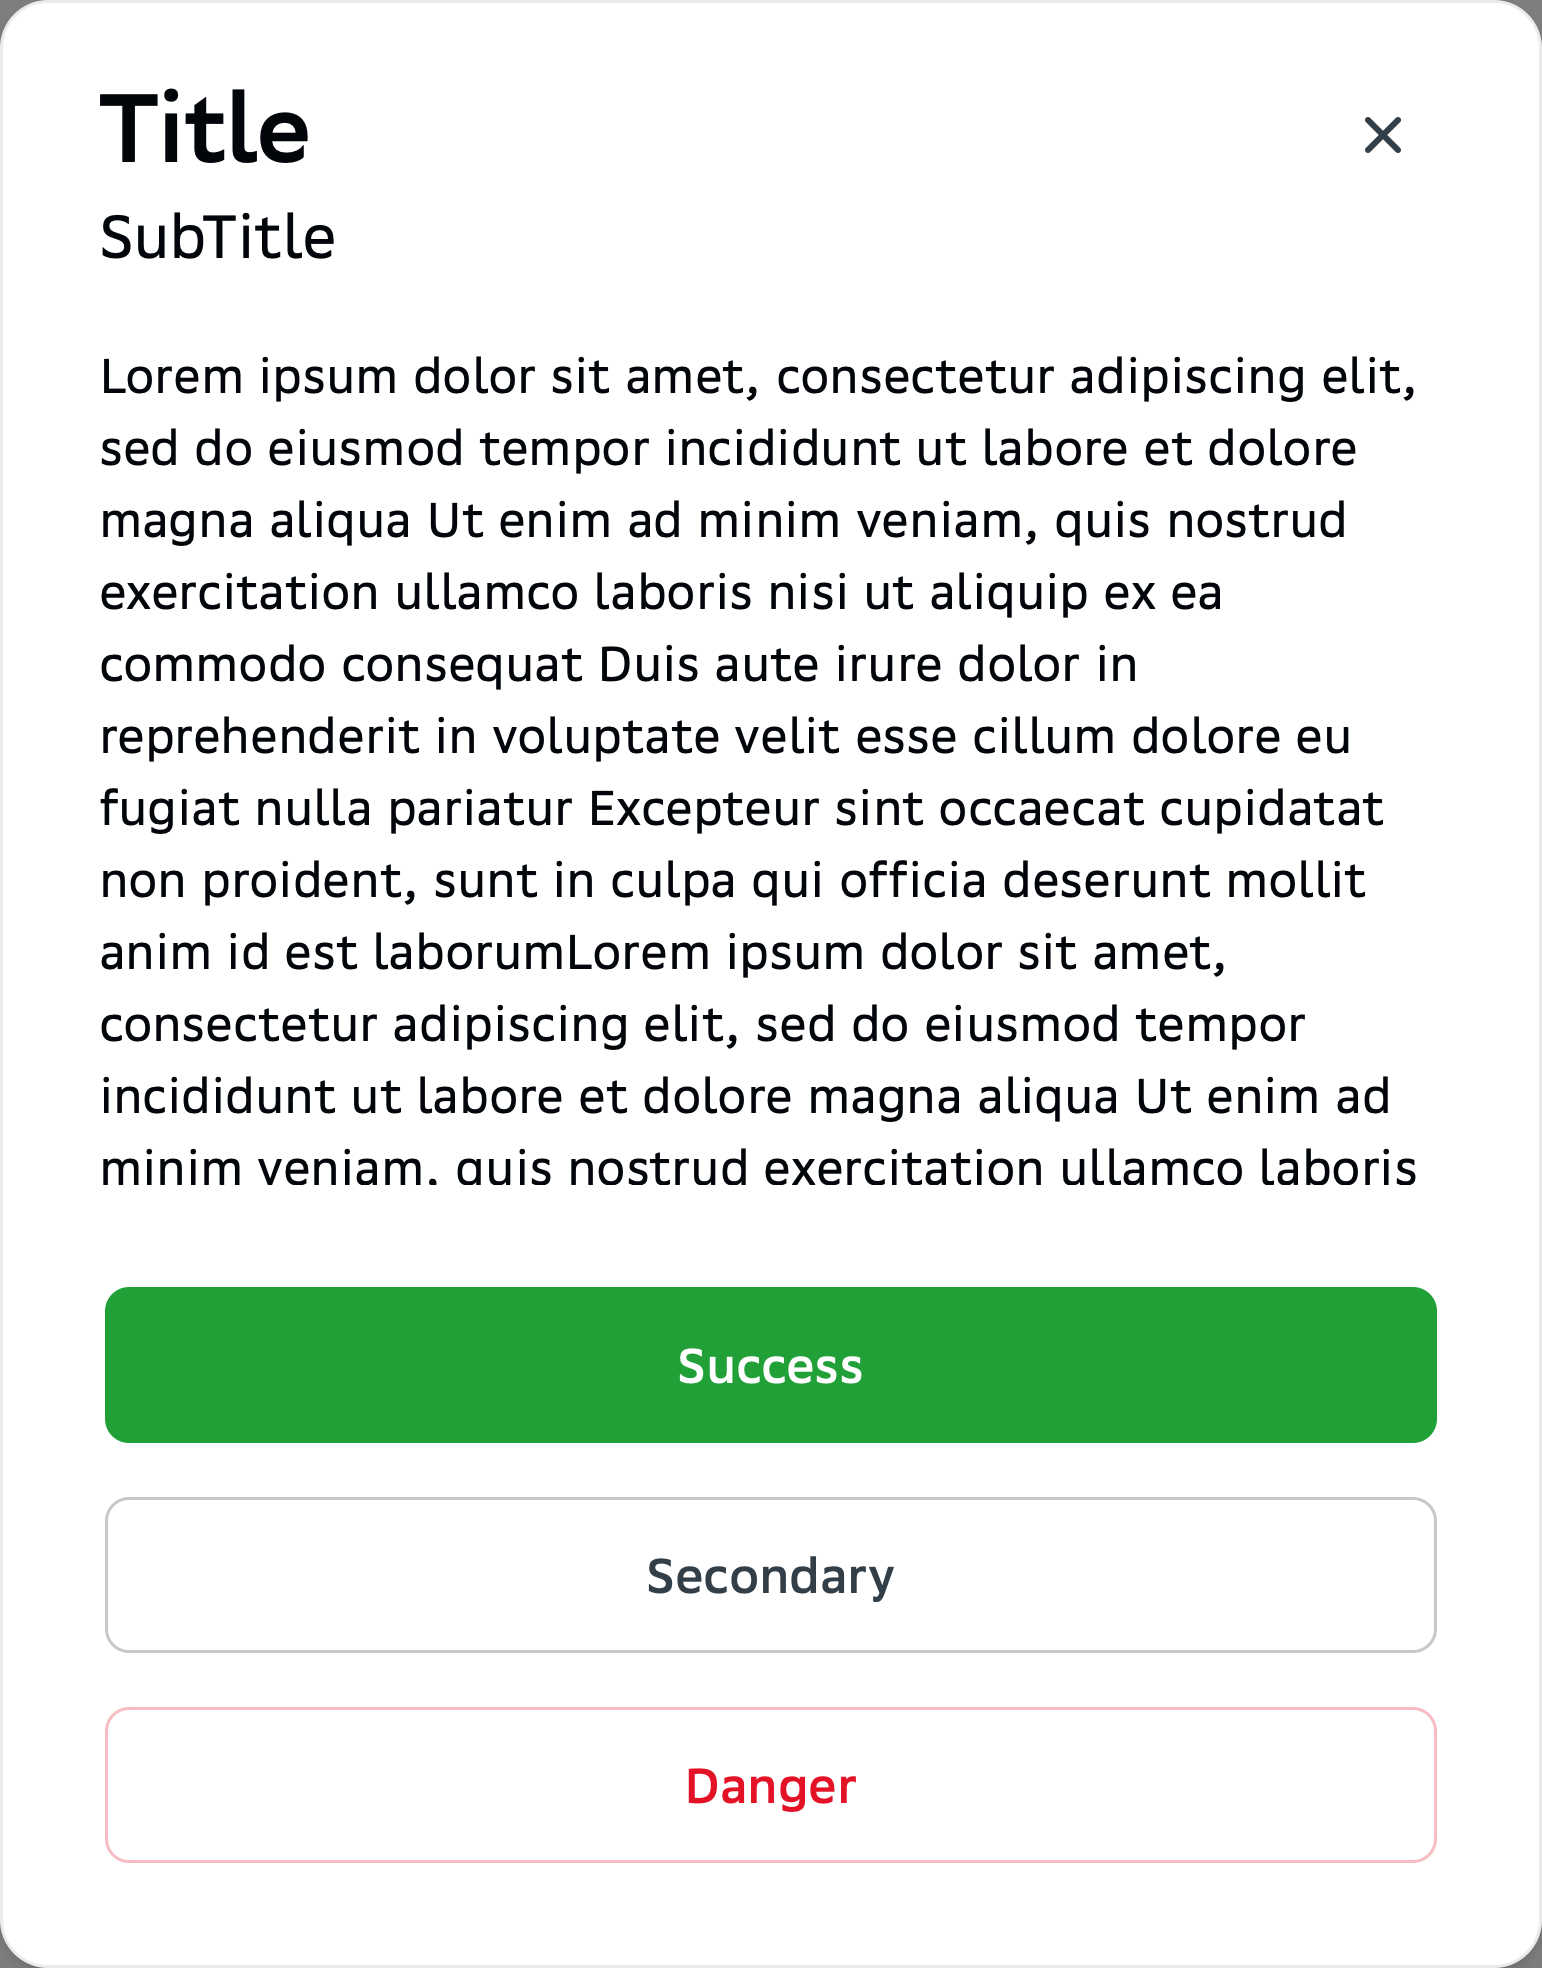 Title
SubTitle
Lorem ipsum dolor sit amet, consectetur adipiscing elit,
sed do eiusmod tempor incididunt ut labore et dolore
magna aliqua Ut enim ad minim veniam, quis nostrud
exercitation ullamco laboris nisi ut aliquip ex ea
commodo consequat Duis aute irure dolor in
reprehenderit in voluptate velit esse cillum dolore eu
fugiat nulla pariatur Excepteur sint occaecat cupidatat
non proident, sunt in culpa qui officia deserunt mollit
anim id est laborumLorem ipsum dolor sit amet,
consectetur adipiscing elit, sed do eiusmod tempor
incididunt ut labore et dolore magna aliqua Ut enim ad
minim veniam, quis nostrud exercitation ullamco laboris
Success
Secondary
Danger